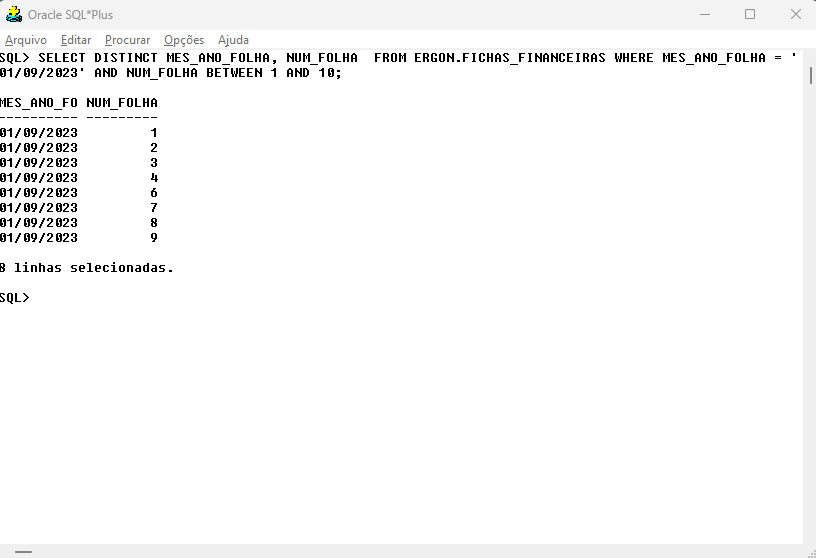 Oracle SQL*Plus
Arquivo Editar Procurar Opções Ajuda
SQL> SELECT DISTINCT MES_ANO_FOLHA, NUM_FOLHA  FROM ERGON.FICHAS_FINANCEIRAS WHERE MES_ANO_FOLHA = '
01/09/2023' AND NUM_FOLHA BETWEEN 1 AND 10;
MES_ANO_FO NUM_FOLHA
---------- ---------
01/09/2023         1
01/09/2023         2
01/09/2023         3
01/09/2023         4
01/09/2023         6
01/09/2023         7
01/09/2023         8
01/09/2023         9
8 linhas selecionadas.
SQL>